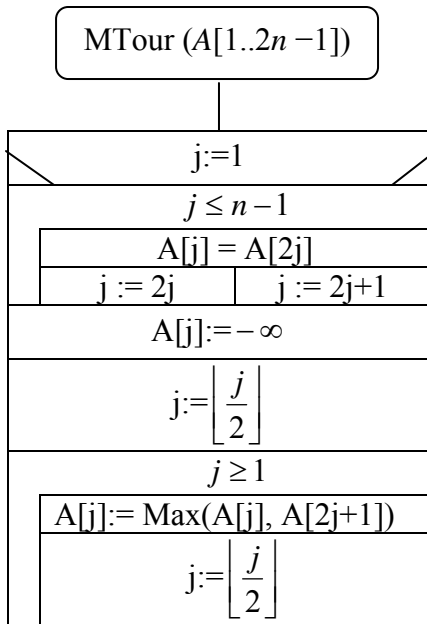 MTour (A[1..2n −1])
j:=1
j ≤ n − 1
A[j] = A[2j]
j := 2j j := 2j+1
A[j]:= − ∞
j:=⌊j/2⌋
j ≥ 1
A[j]:= Max(A[j], A[2j+1])
j:=⌊j/2⌋